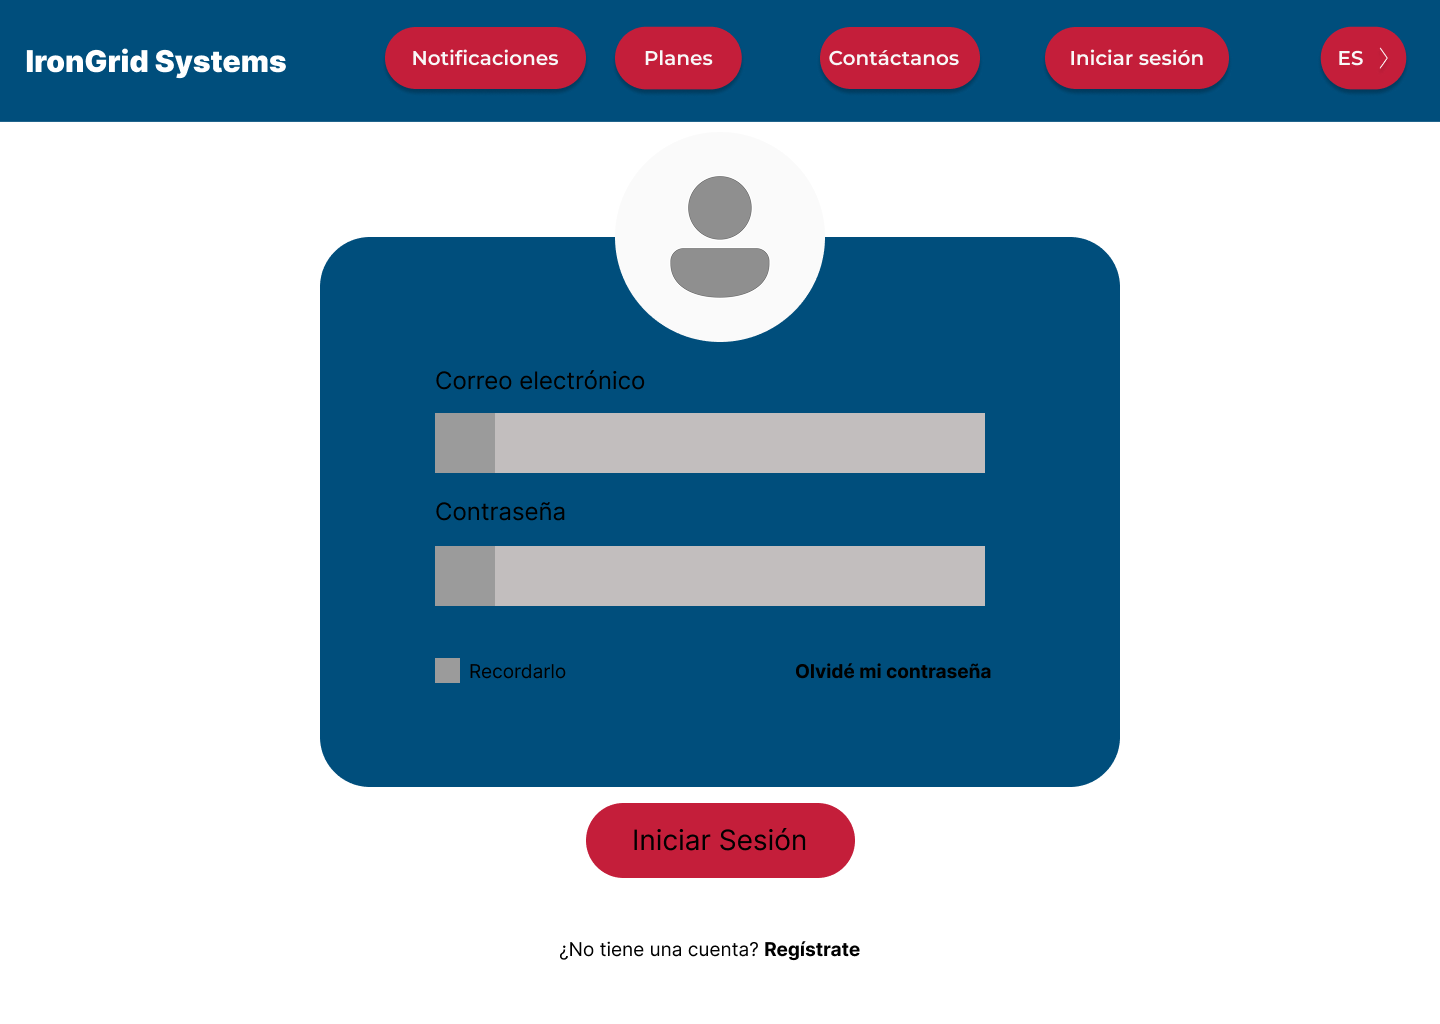 IronGrid Systems
Notificaciones
Planes
Contáctanos
Iniciar sesión
ES
Correo electrónico
Contraseña
Recordarlo
Olvidé mi contraseña
Iniciar Sesión
¿No tiene una cuenta? Regístrate